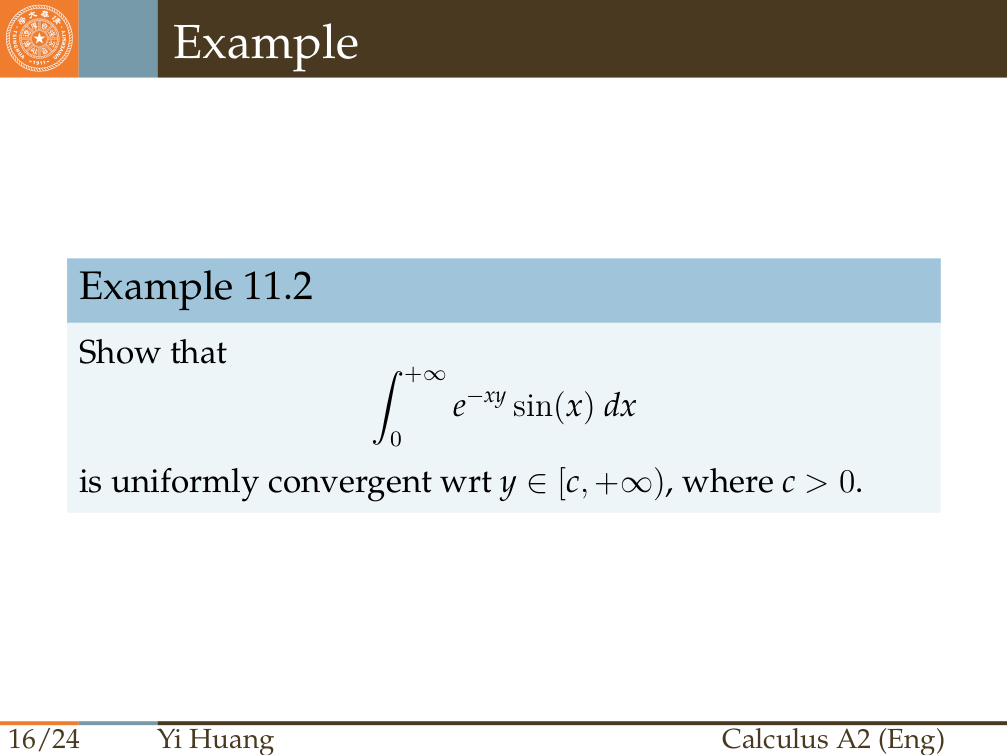 Example
Example 11.2
Show that
∫₀^{+∞} e^{−xy} sin(x) dx
is uniformly convergent wrt y ∈ [c, +∞), where c > 0.
16/24 Yi Huang Calculus A2 (Eng)